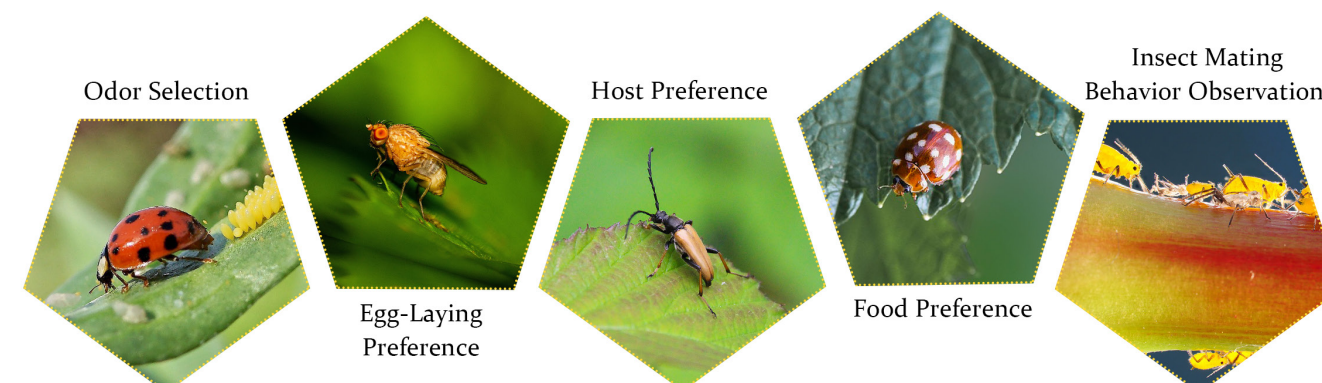 Odor Selection
Egg-Laying
Preference
Host Preference
Food Preference
Insect Mating
Behavior Observation